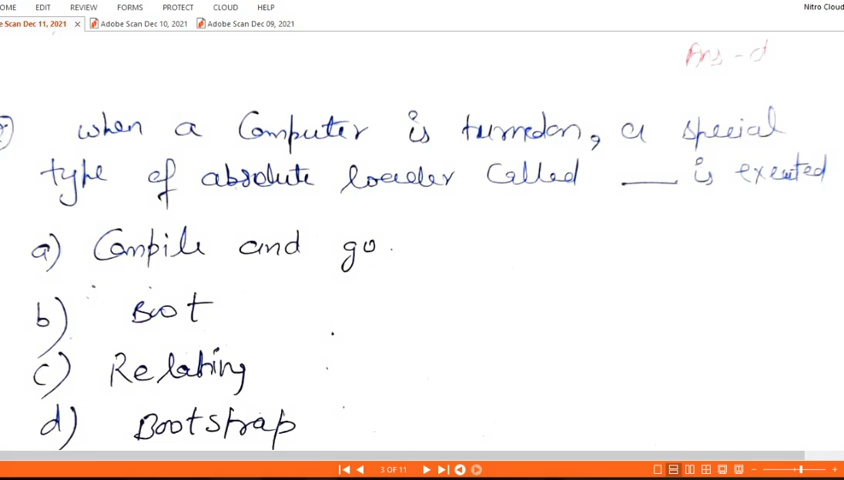 OME EDIT REVIEW FORMS PROTECT CLOUD HELP Nitro Cloud
e Scan Dec 11, 2021 × Adobe Scan Dec 10, 2021 Adobe Scan Dec 09, 2021
Ans - d
when a Computer is turnedon, a special
type of absolute loader called ___ is executed
a) Compile and go.
b) Boot
c) Relating
d) Bootstrap
3 OF 11